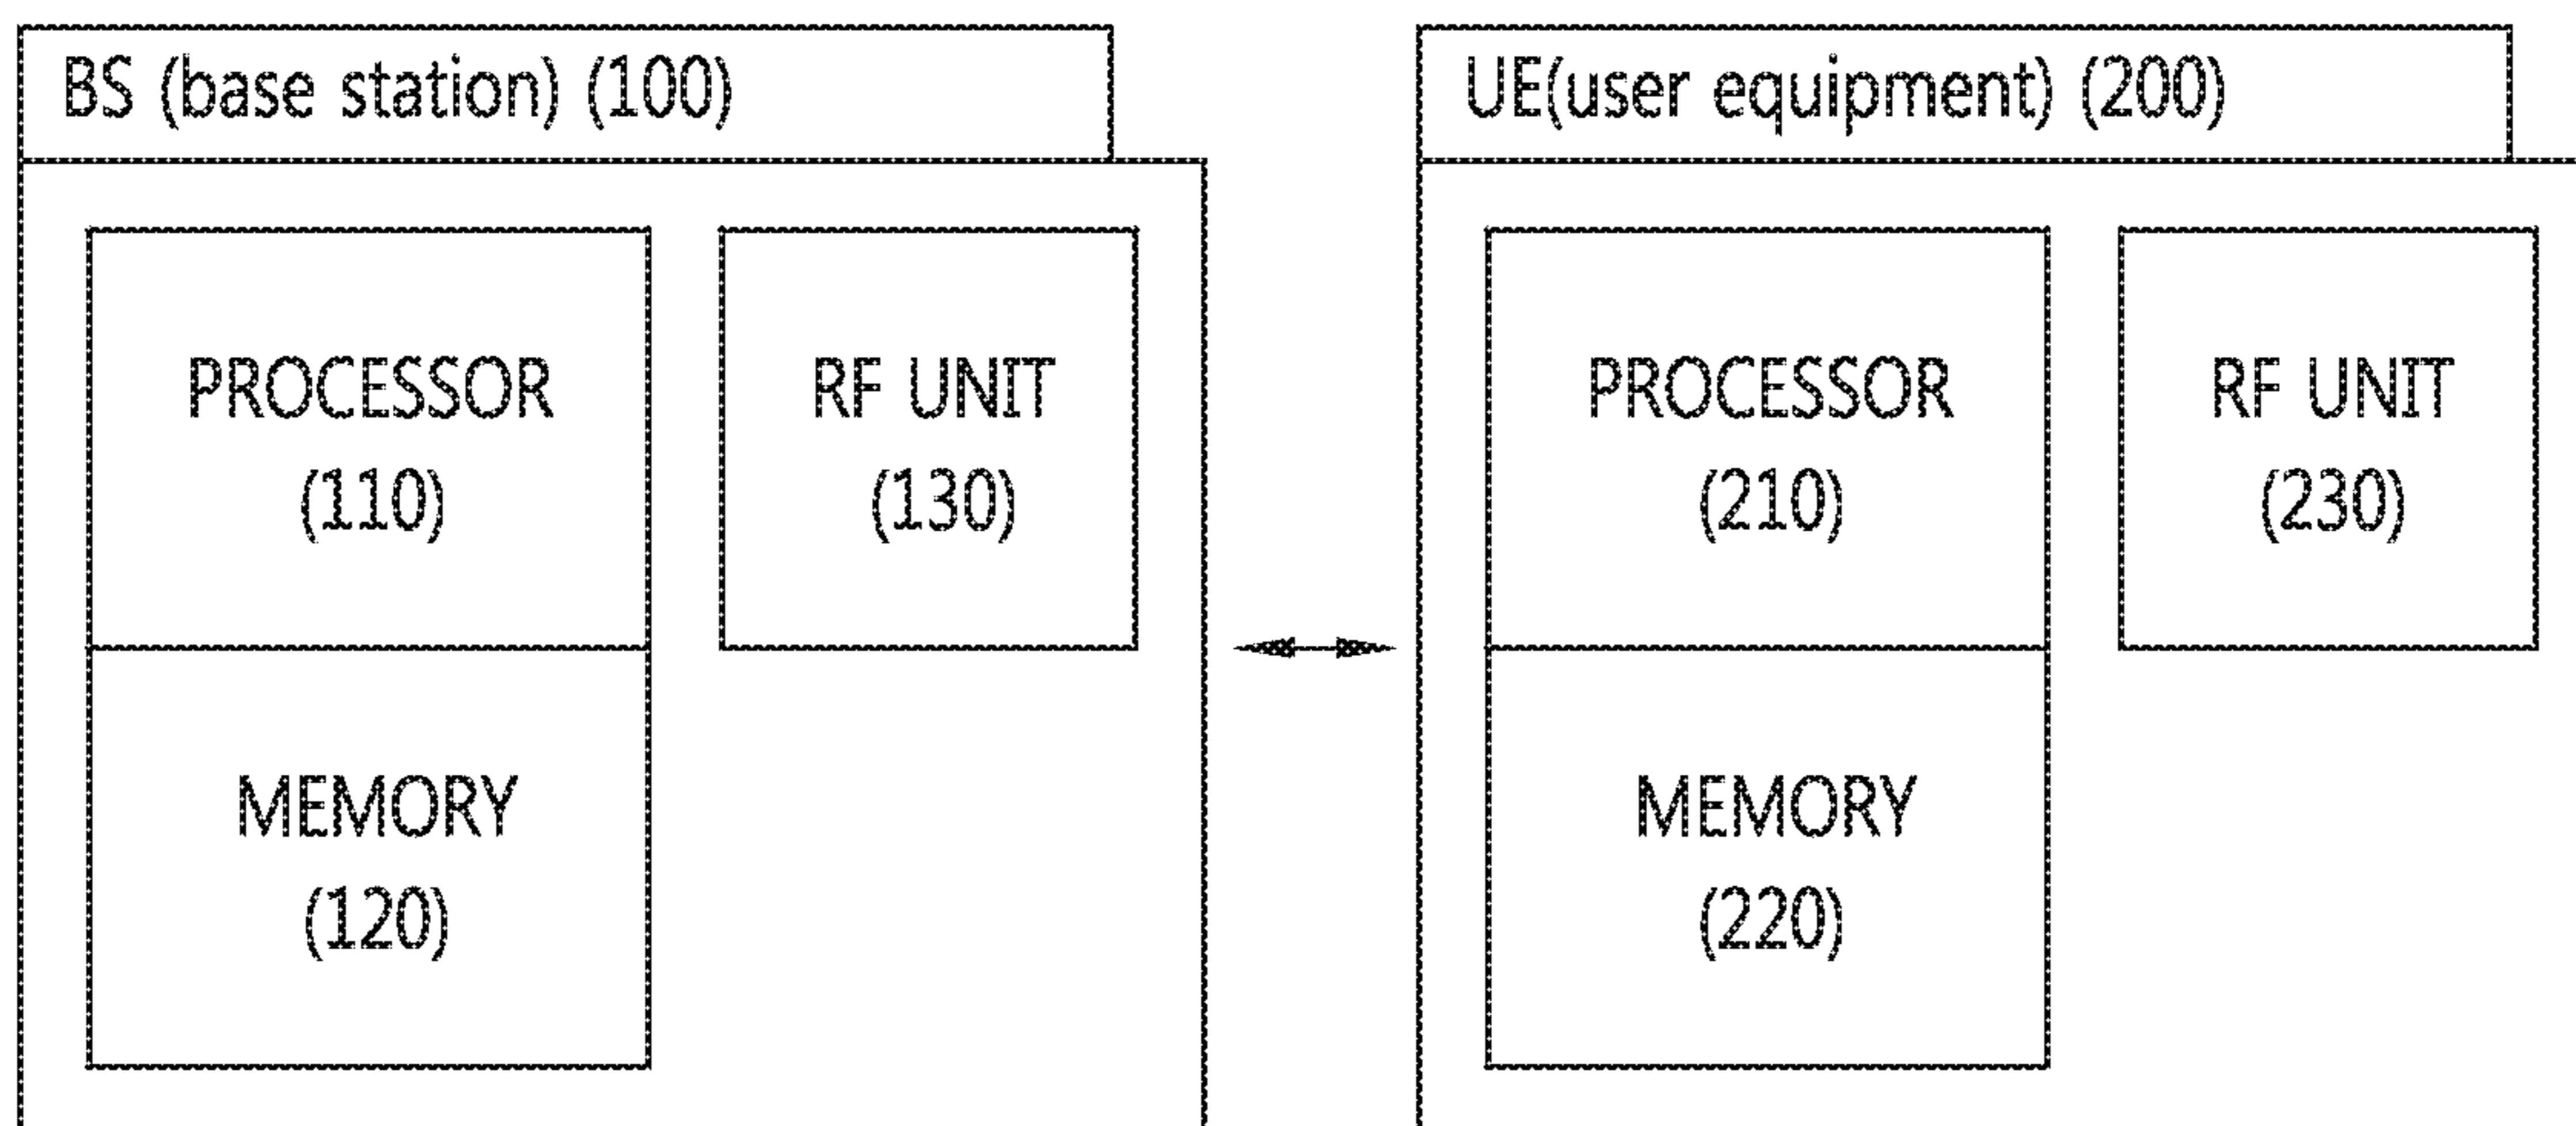 BS (base station) (100)
PROCESSOR
(110)
RF UNIT
(130)
MEMORY
(120)
UE(user equipment) (200)
PROCESSOR
(210)
RF UNIT
(230)
MEMORY
(220)